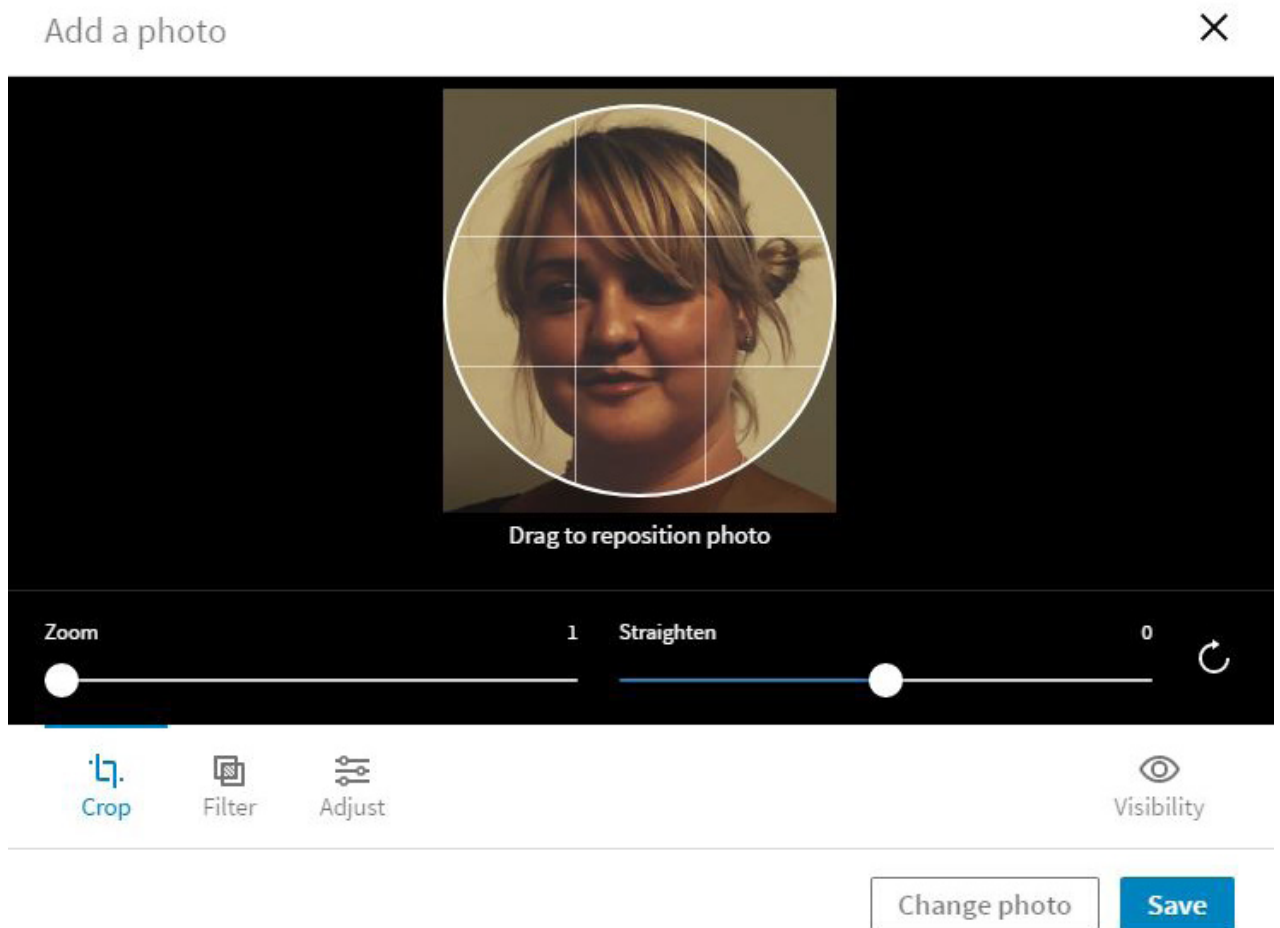 Add a photo
Drag to reposition photo
Zoom 1 Straighten 0
Crop Filter Adjust Visibility
Change photo Save